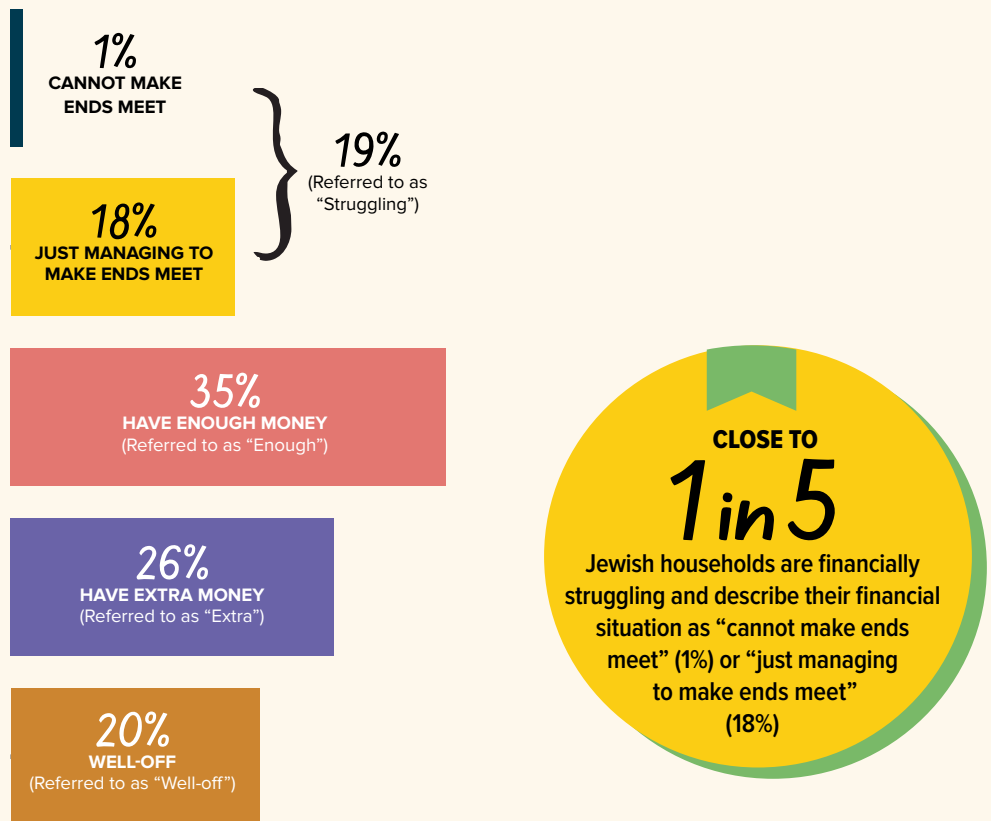 1%
CANNOT MAKE
ENDS MEET
19%
(Referred to as
“Struggling”)
18%
JUST MANAGING TO
MAKE ENDS MEET
35%
HAVE ENOUGH MONEY
(Referred to as “Enough”)
26%
HAVE EXTRA MONEY
(Referred to as “Extra”)
20%
WELL-OFF
(Referred to as “Well-off”)
CLOSE TO
1 in 5
Jewish households are financially
struggling and describe their financial
situation as “cannot make ends
meet” (1%) or “just managing
to make ends meet”
(18%)